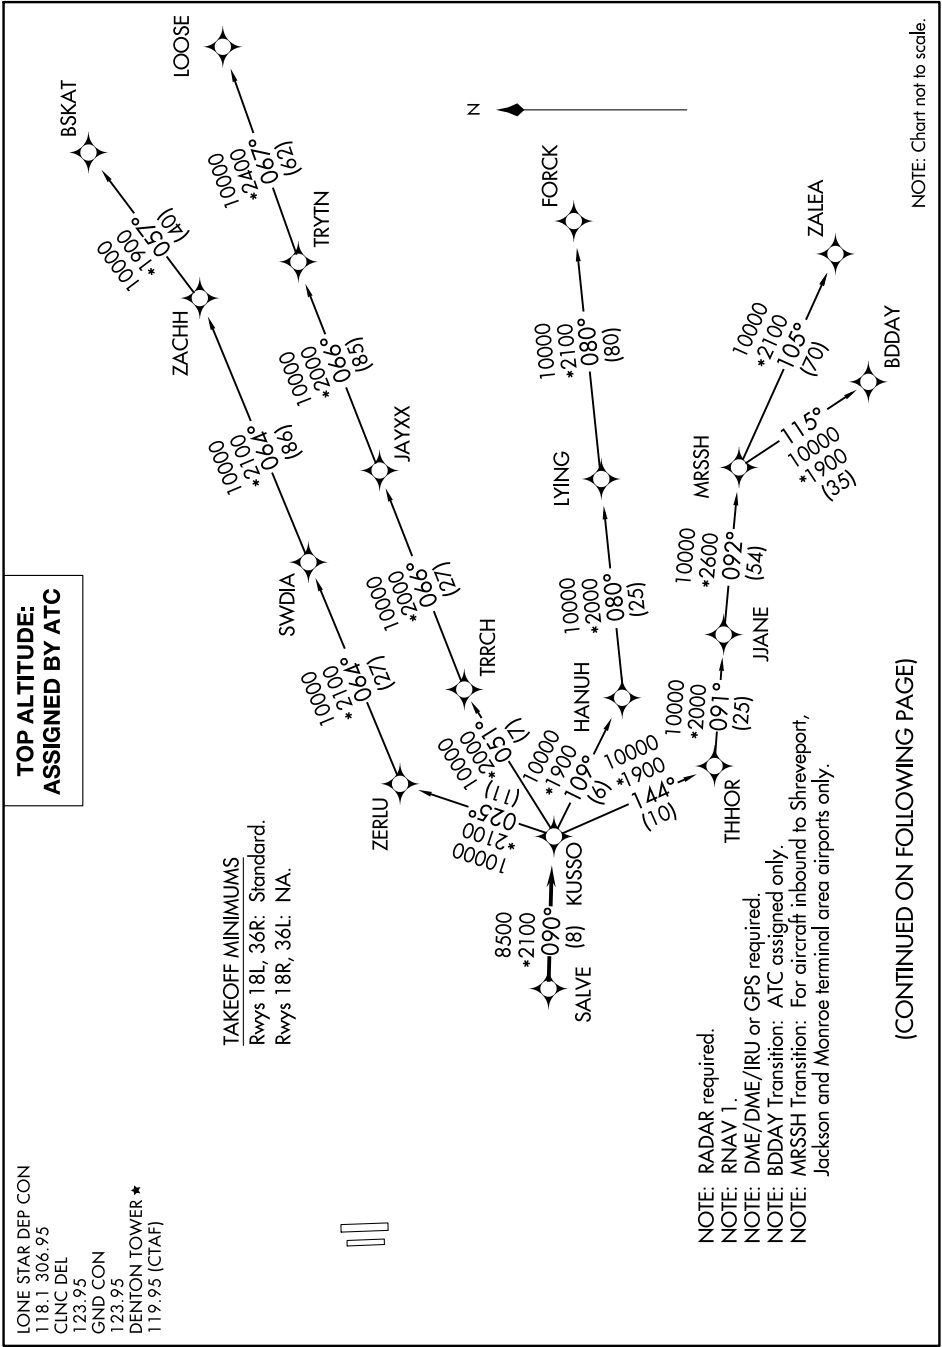 LONE STAR DEP CON
118.1 306.95
CLNC DEL
123.95
GND CON
123.95
DENTON TOWER ★
119.95 (CTAF)
TOP ALTITUDE:
ASSIGNED BY ATC
TAKEOFF MINIMUMS
Rwys 18L, 36R: Standard.
Rwys 18R, 36L: NA.
SALVE
8500
*2100
090°
(8)
KUSSO
10000
*2100
025°
(11)
ZERLU
10000
*2100
064°
(27)
SWDIA
10000
*2100
064°
(86)
ZACHH
10000
*1900
057°
(40)
BSKAT
10000
*2000
051°
(7)
TRRCH
10000
*2000
066°
(27)
JAYXX
10000
*2000
066°
(85)
TRYTN
10000
*2400
067°
(62)
LOOSE
10000
*1900
109°
(6)
HANUH
10000
*2000
080°
(25)
LYING
10000
*2100
080°
(80)
FORCK
10000
*1900
144°
(10)
THHOR
10000
*2000
091°
(25)
JJANE
10000
*2600
092°
(54)
MRSSH
10000
*2100
105°
(70)
ZALEA
115°
10000
*1900
(35)
BDDAY
N
NOTE: RADAR required.
NOTE: RNAV 1.
NOTE: DME/DME/IRU or GPS required.
NOTE: BDDAY Transition: ATC assigned only.
NOTE: MRSSH Transition: For aircraft inbound to Shreveport,
Jackson and Monroe terminal area airports only.
(CONTINUED ON FOLLOWING PAGE)
NOTE: Chart not to scale.